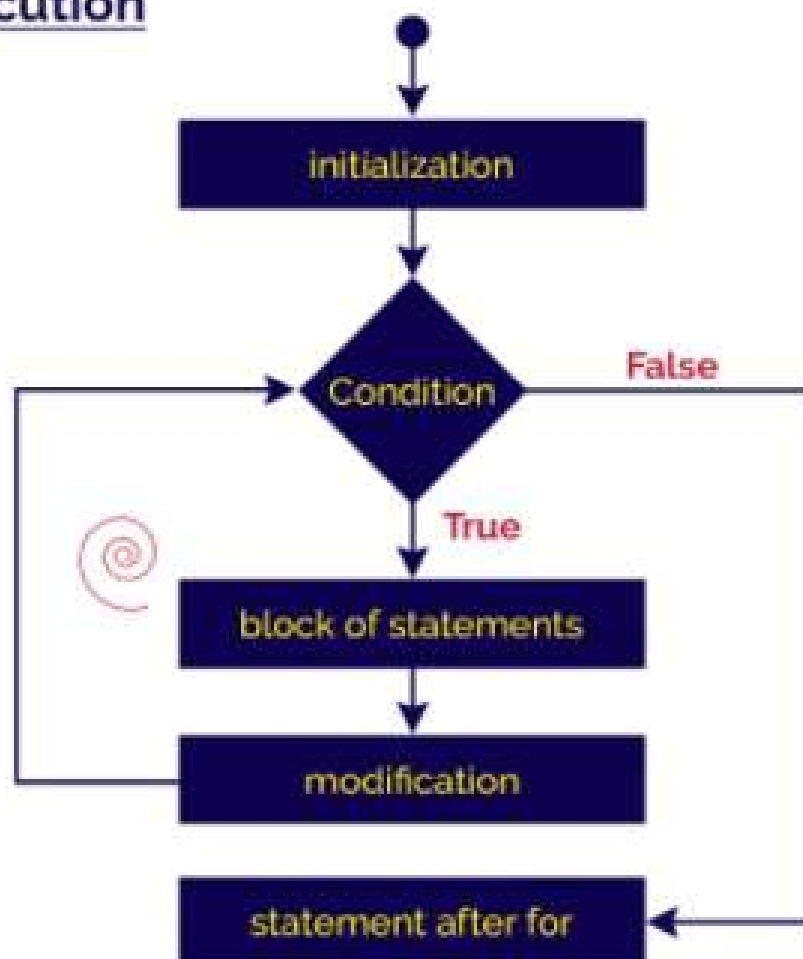 cution
initialization
Condition
False
True
block of statements
modification
statement after for